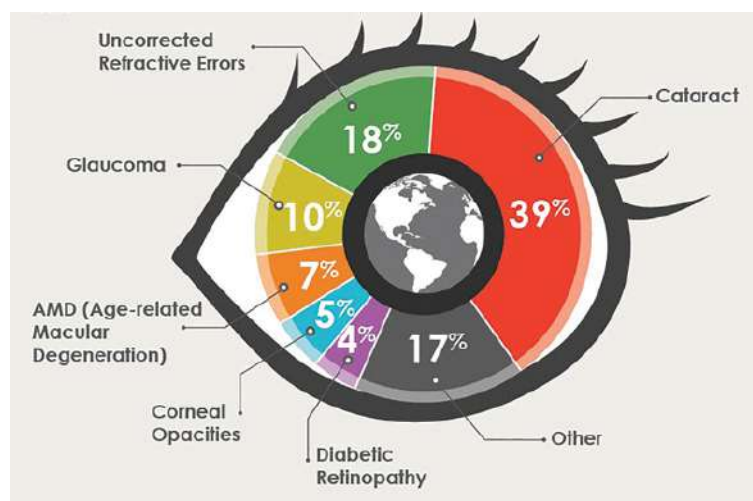 Uncorrected
Refractive Errors
Cataract
18%
Glaucoma
10%
39%
7%
AMD (Age-related
Macular
Degeneration)
5%
4%
17%
Corneal
Opacities
Other
Diabetic
Retinopathy